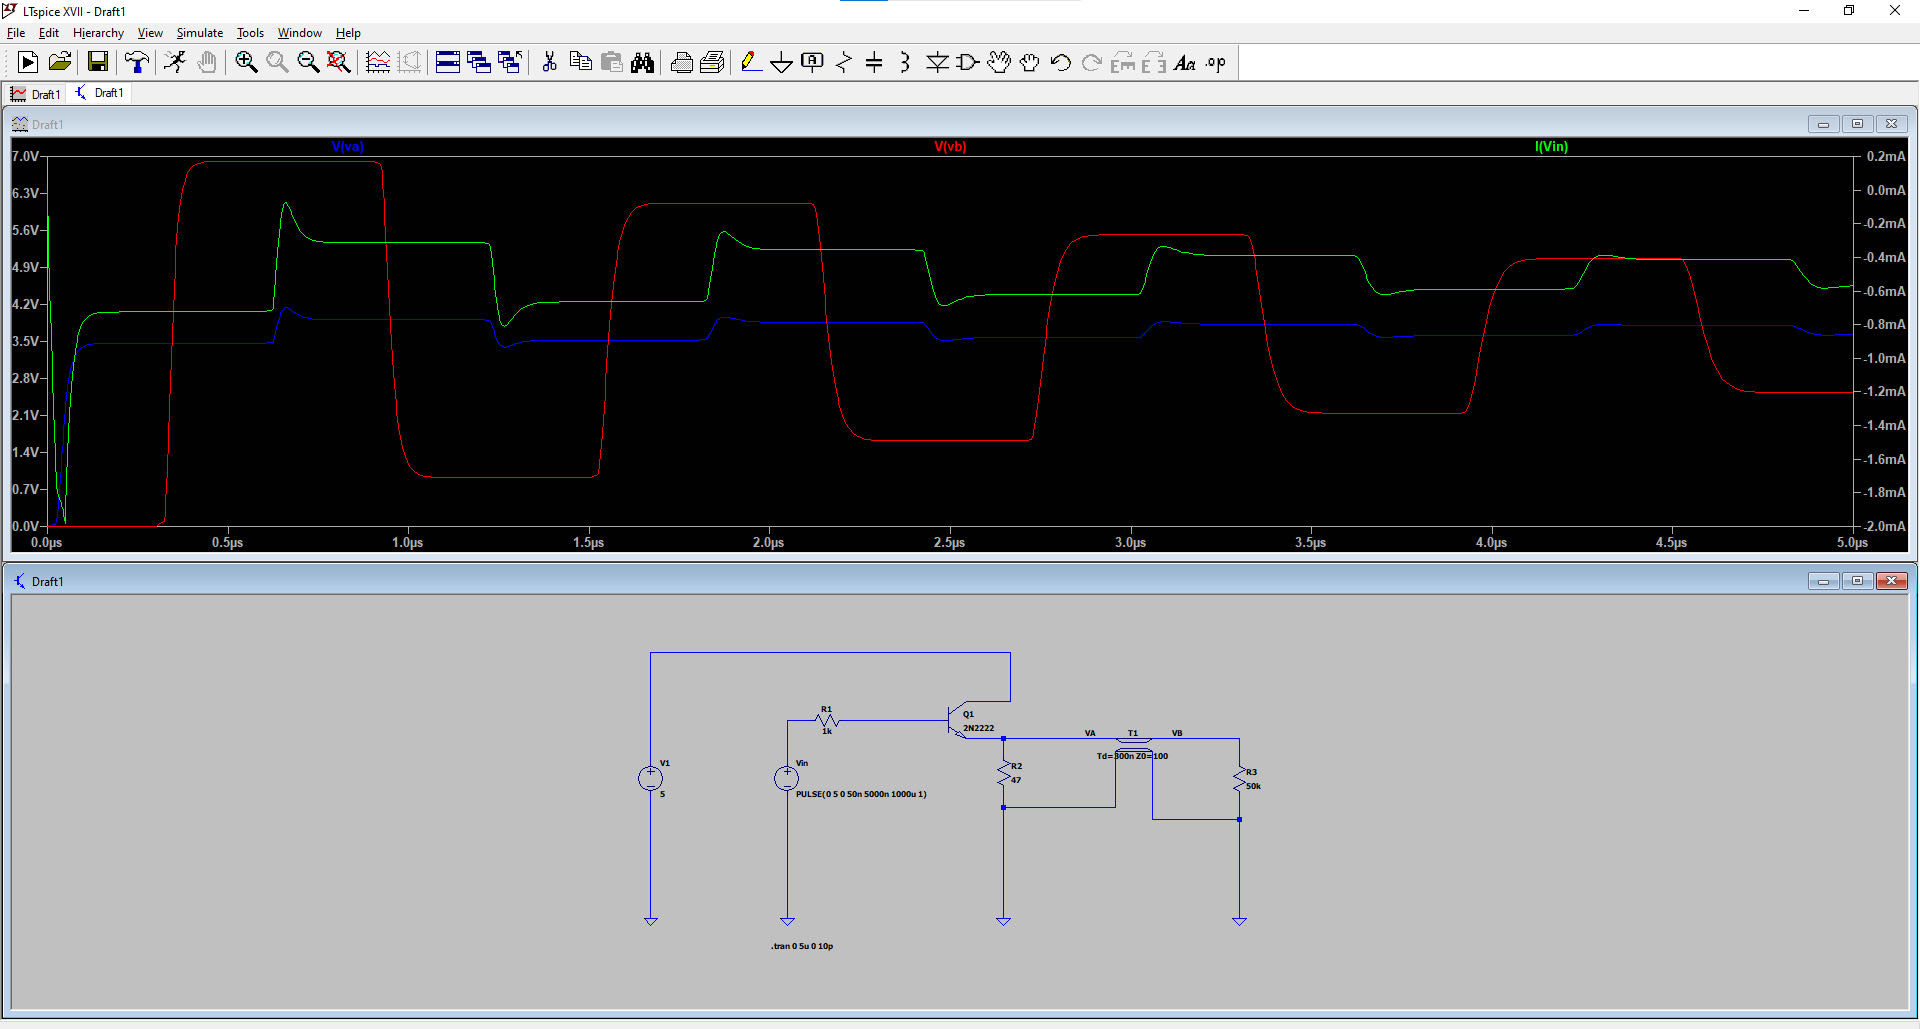 LTspice XVII - Draft1
File Edit Hierarchy View Simulate Tools Window Help
.op
Draft1 Draft1
Draft1
V(va) V(vb) I(Vin)
7.0V 0.2mA
6.3V 0.0mA
5.6V -0.2mA
4.9V -0.4mA
4.2V -0.6mA
3.5V -0.8mA
2.8V -1.0mA
2.1V -1.2mA
1.4V -1.4mA
0.7V -1.6mA
-1.8mA
0.0V -2.0mA
0.0µs 0.5µs 1.0µs 1.5µs 2.0µs 2.5µs 3.0µs 3.5µs 4.0µs 4.5µs 5.0µs
Draft1
R1
1k
Q1
2N2222
VA T1 VB
Td=300n Z0=100
V1
5
Vin
PULSE(0 5 0 50n 5000n 1000u 1)
R2
47
R3
50k
.tran 0 5u 0 10p